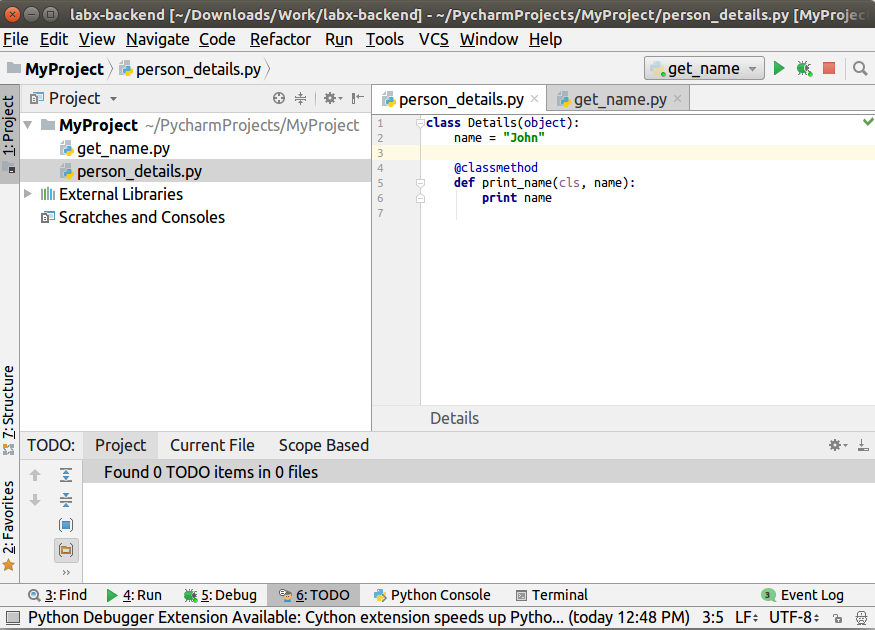 labx-backend [~/Downloads/Work/labx-backend] - ~/PycharmProjects/MyProject/person_details.py [MyProjec
File Edit View Navigate Code Refactor Run Tools VCS Window Help
MyProject person_details.py get_name
1: Project
Project
MyProject ~/PycharmProjects/MyProject
get_name.py
person_details.py
External Libraries
Scratches and Consoles
person_details.py get_name.py
1 class Details(object):
2 name = "John"
3
4 @classmethod
5 def print_name(cls, name):
6 print name
7
Details
7: Structure
2: Favorites
TODO: Project Current File Scope Based
Found 0 TODO items in 0 files
3: Find 4: Run 5: Debug 6: TODO Python Console Terminal 3 Event Log
Python Debugger Extension Available: Cython extension speeds up Pytho... (today 12:48 PM) 3:5 LF UTF-8